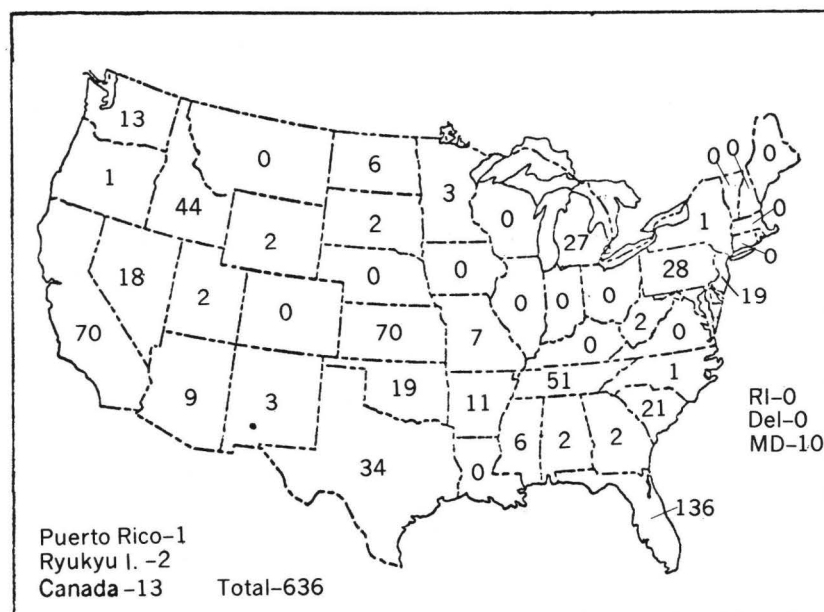 0 0
13 0 6 0
1 3 0
44 0 27 1 0
2 2
18 0 0 28 0
2 0 0 0 0 19
70 70 7 2 0
0
9 3 19 11 51 1
21
34 6 2 2
0
136
RI-0
Del-0
MD-10
Puerto Rico-1
Ryukyu I. -2
Canada -13 Total-636